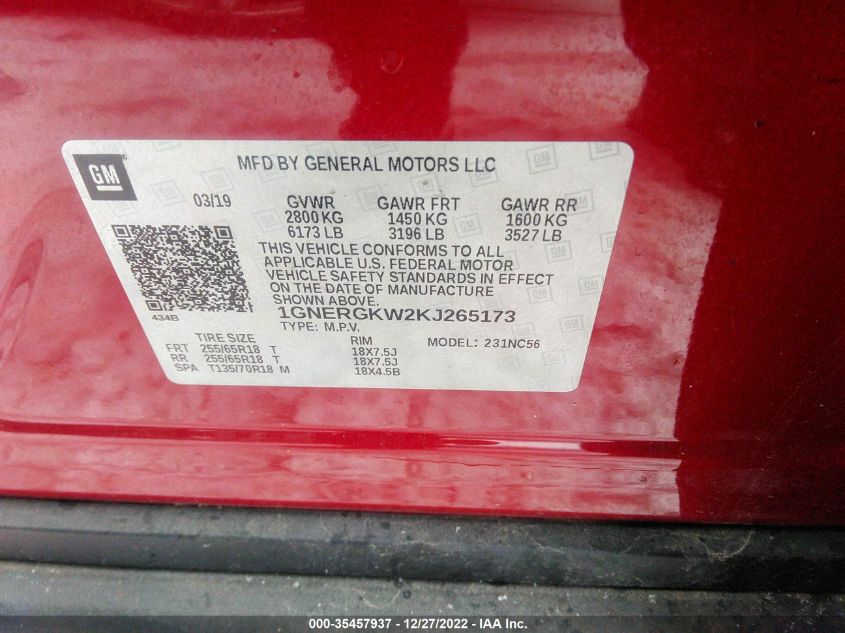 GM
MFD BY GENERAL MOTORS LLC
03/19 GVWR GAWR FRT GAWR RR
2800 KG 1450 KG 1600 KG
6173 LB 3196 LB 3527 LB
THIS VEHICLE CONFORMS TO ALL
APPLICABLE U.S. FEDERAL MOTOR
VEHICLE SAFETY STANDARDS IN EFFECT
ON THE DATE OF MANUFACTURE
SHOWN ABOVE.
434B
1GNERGKW2KJ265173
TYPE: M.P.V.
TIRE SIZE RIM MODEL: 231NC56
FRT 255/65R18 T 18X7.5J
RR 255/65R18 T 18X7.5J
SPA T135/70R18 M 18X4.5B
000-35457937 - 12/27/2022 - IAA Inc.